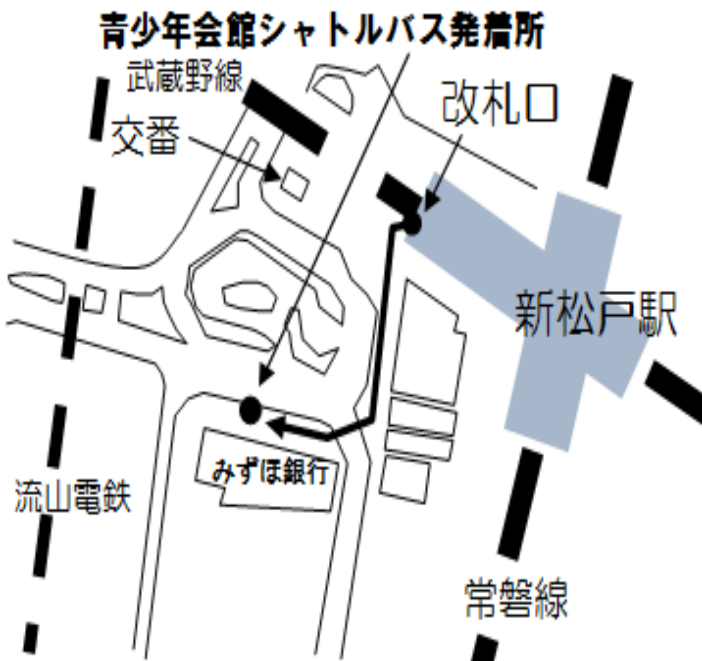 青少年会館シャトルバス発着所
武蔵野線
改札口
交番
新松戸駅
みずほ銀行
流山電鉄
常磐線